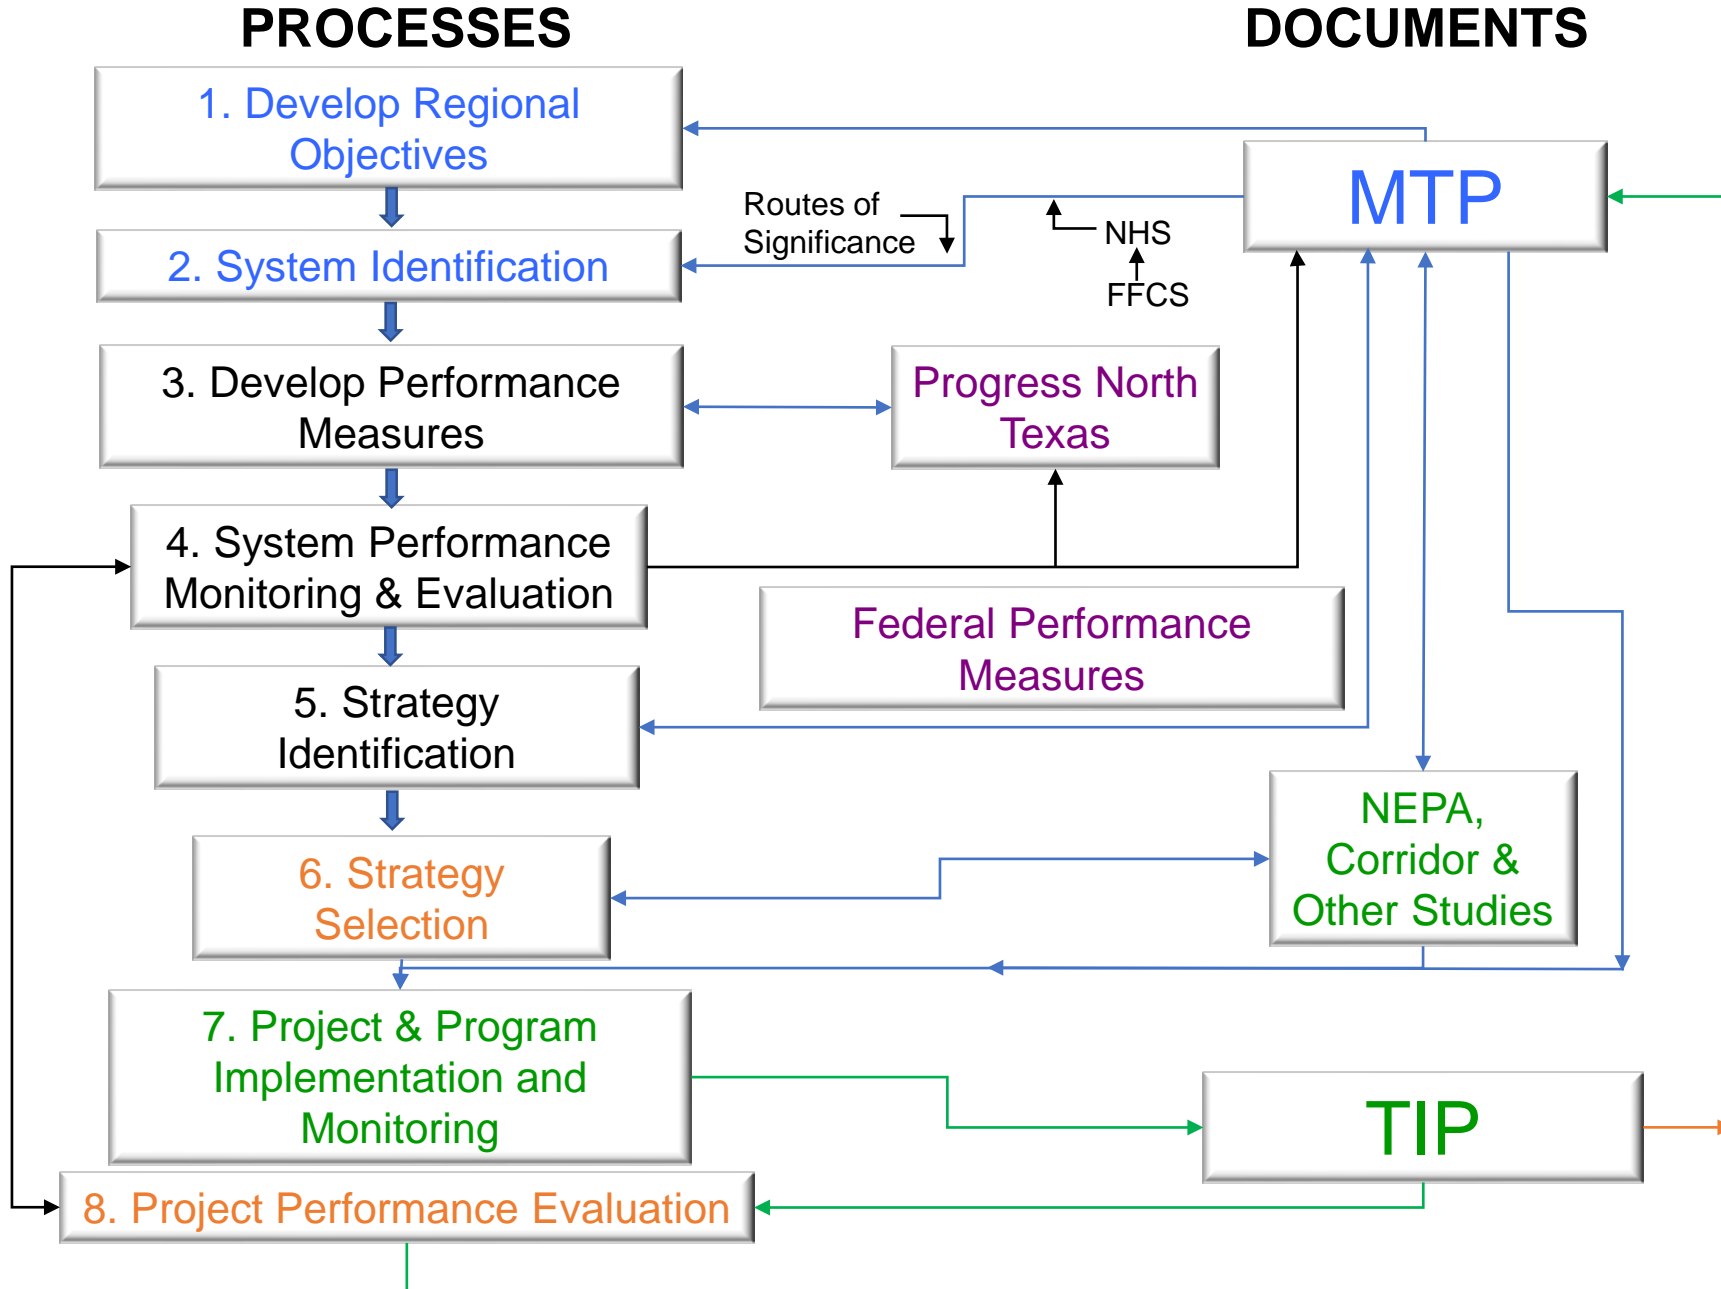 PROCESSES
DOCUMENTS
1. Develop Regional
Objectives
MTP
Routes of
Significance
NHS
FFCS
2. System Identification
3. Develop Performance
Measures
Progress North
Texas
4. System Performance
Monitoring & Evaluation
Federal Performance
Measures
5. Strategy
Identification
NEPA,
Corridor &
Other Studies
6. Strategy
Selection
7. Project & Program
Implementation and
Monitoring
TIP
8. Project Performance Evaluation